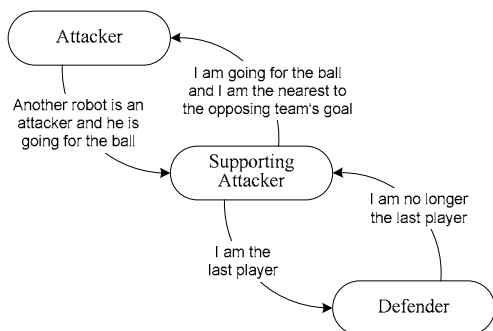 Attacker
I am going for the ball
and I am the nearest to
the opposing team's goal
Another robot is an
attacker and he is
going for the ball
Supporting
Attacker
I am no longer
the last player
I am the
last player
Defender